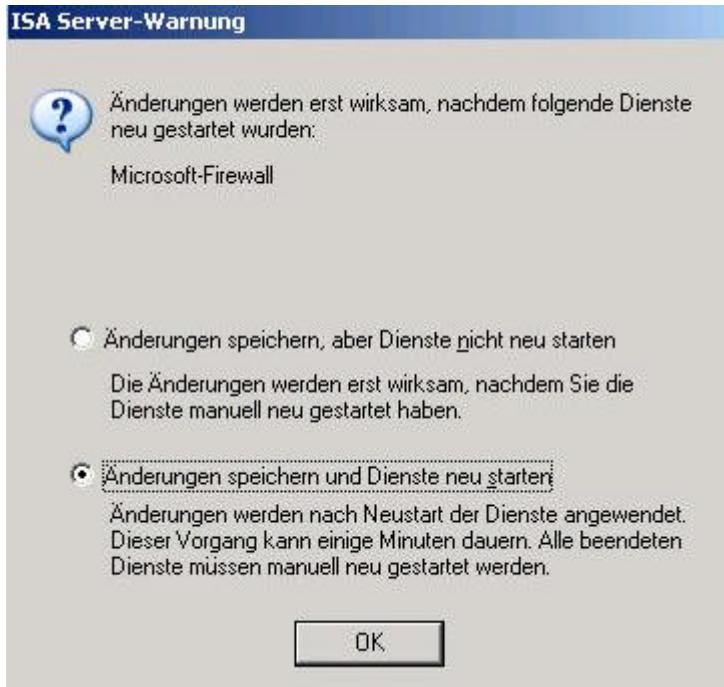 ISA Server-Warnung
Änderungen werden erst wirksam, nachdem folgende Dienste
neu gestartet wurden:
Microsoft-Firewall
Änderungen speichern, aber Dienste nicht neu starten
Die Änderungen werden erst wirksam, nachdem Sie die
Dienste manuell neu gestartet haben.
Änderungen speichern und Dienste neu starten
Änderungen werden nach Neustart der Dienste angewendet.
Dieser Vorgang kann einige Minuten dauern. Alle beendeten
Dienste müssen manuell neu gestartet werden.
OK